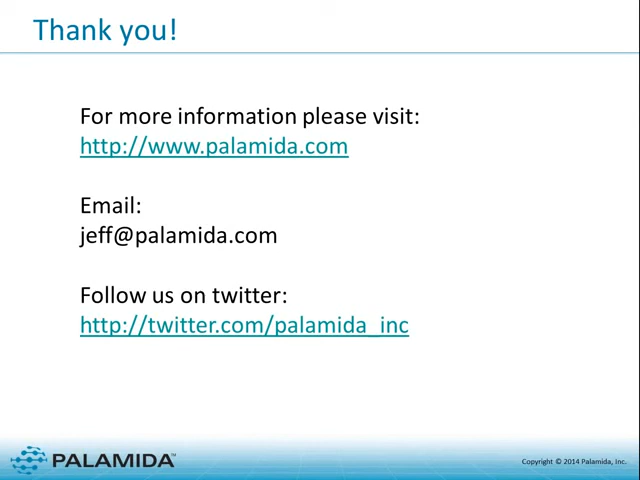 Thank you!
For more information please visit:
http://www.palamida.com
Email:
jeff@palamida.com
Follow us on twitter:
http://twitter.com/palamida_inc
PALAMIDA™
Copyright © 2014 Palamida, Inc.